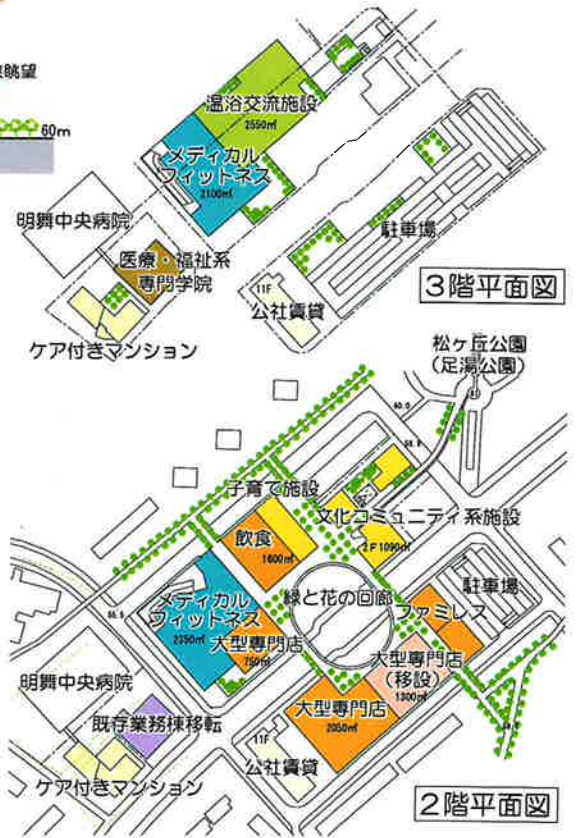 眺望
60m
温浴交流施設
2550㎡
メディカル
フィットネス
2100㎡
明舞中央病院
医療・福祉系
専門学院
駐車場
11F
公社賃貸
ケア付きマンション
3階平面図
松ヶ丘公園
(足湯公園)
60.0
子育て施設
文化コミュニティ系施設
2F1090㎡
飲食
1600㎡
駐車場
緑と花の回廊
ファミレス
メディカル
フィットネス
2350㎡
大型専門店
750㎡
大型専門店
(移設)
1300㎡
明舞中央病院
大型専門店
2050㎡
既存業務棟移転
11F
公社賃貸
ケア付きマンション
2階平面図